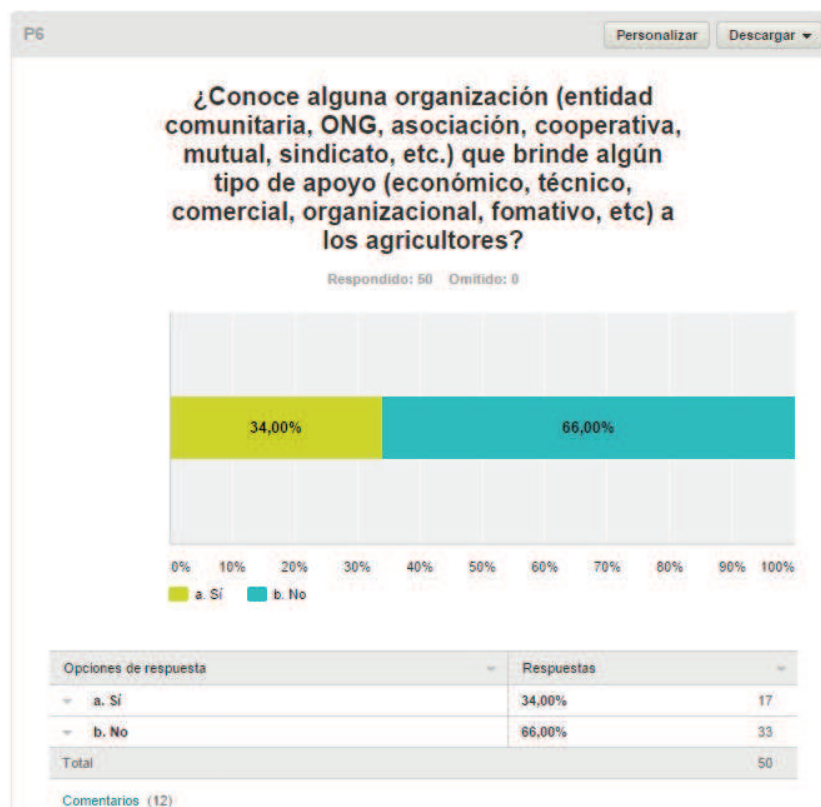 P6
Personalizar
Descargar
¿Conoce alguna organización (entidad
comunitaria, ONG, asociación, cooperativa,
mutual, sindicato, etc.) que brinde algún
tipo de apoyo (económico, técnico,
comercial, organizacional, fomativo, etc) a
los agricultores?
Respondido: 50 Omitido: 0
34,00% 66,00%
0% 10% 20% 30% 40% 50% 60% 70% 80% 90% 100%
a. Sí b. No
Opciones de respuesta Respuestas
a. Sí 34,00% 17
b. No 66,00% 33
Total 50
Comentarios (12)